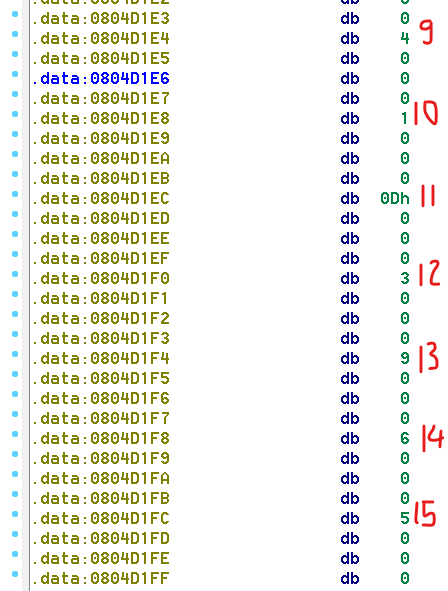 .data:0804D1E2 db 0
.data:0804D1E3 db 0
.data:0804D1E4 db 4 9
.data:0804D1E5 db 0
.data:0804D1E6 db 0
.data:0804D1E7 db 0
.data:0804D1E8 db 1 10
.data:0804D1E9 db 0
.data:0804D1EA db 0
.data:0804D1EB db 0
.data:0804D1EC db 0Dh 11
.data:0804D1ED db 0
.data:0804D1EE db 0
.data:0804D1EF db 0
.data:0804D1F0 db 3 12
.data:0804D1F1 db 0
.data:0804D1F2 db 0
.data:0804D1F3 db 0
.data:0804D1F4 db 9 13
.data:0804D1F5 db 0
.data:0804D1F6 db 0
.data:0804D1F7 db 0
.data:0804D1F8 db 6 14
.data:0804D1F9 db 0
.data:0804D1FA db 0
.data:0804D1FB db 0
.data:0804D1FC db 5 15
.data:0804D1FD db 0
.data:0804D1FE db 0
.data:0804D1FF db 0